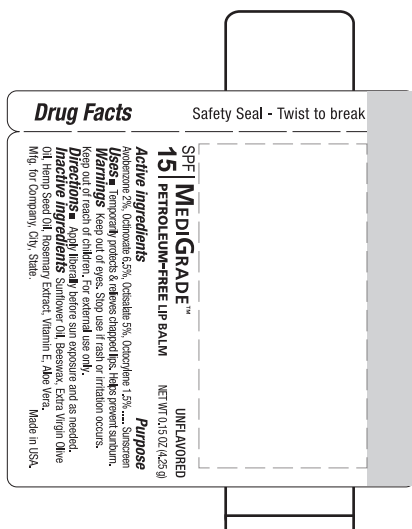 Drug Facts
Safety Seal - Twist to break
SPF 15 MEDIGRADE™ UNFLAVORED
PETROLEUM-FREE LIP BALM NET WT 0.15 OZ (4.25 g)
Active ingredients Purpose
Avobenzone 2%, Octinoxate 6.5%, Octisalate 5%, Octocrylene 1.5% ..... Sunscreen
Uses ■ Temporarily protects & relieves chapped lips. Helps prevent sunburn.
Warnings Keep out of eyes. Stop use if rash or irritation occurs.
Keep out of reach of children. For external use only.
Directions ■ Apply liberally before sun exposure and as needed.
Inactive ingredients Sunflower Oil, Beeswax, Extra Virgin Olive
Oil, Hemp Seed Oil, Rosemary Extract, Vitamin E, Aloe Vera.
Mfg. for Company, City, State. Made in USA.